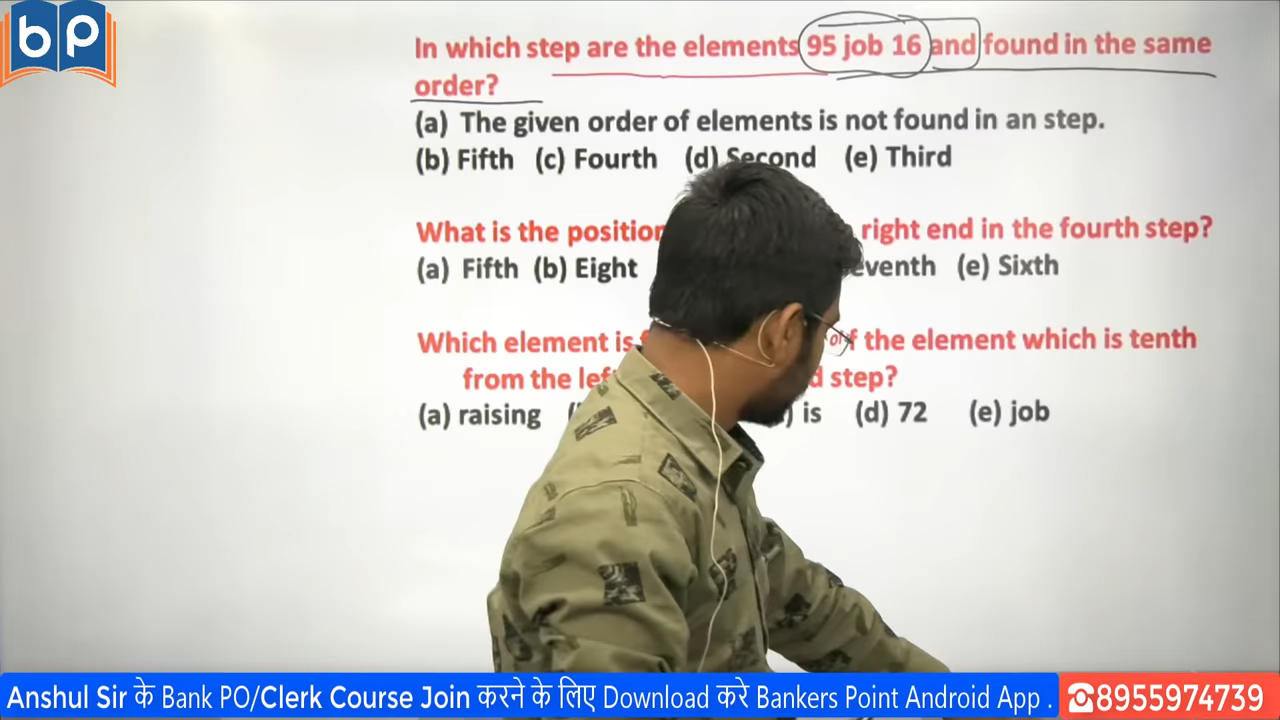 bp
In which step are the elements 95 job 16 and found in the same
order?
(a) The given order of elements is not found in an step.
(b) Fifth (c) Fourth (d) Second (e) Third
What is the position right end in the fourth step?
(a) Fifth (b) Eight (e) Sixth
Which element is of the element which is tenth
from the step?
(a) raising is (d) 72 (e) job
Anshul Sir के Bank PO/Clerk Course Join करने के लिए Download करे Bankers Point Android App .
☎8955974739